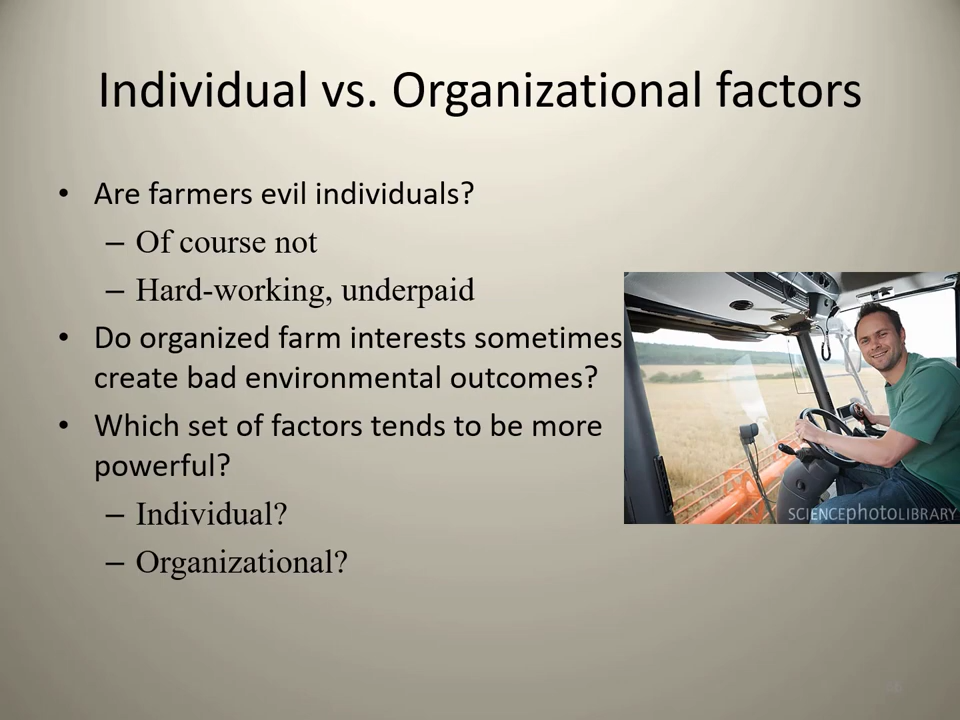 Individual vs. Organizational factors
• Are farmers evil individuals?
– Of course not
– Hard-working, underpaid
• Do organized farm interests sometimes
create bad environmental outcomes?
• Which set of factors tends to be more
powerful?
– Individual?
– Organizational?
SCIENCEphotoLIBRARY